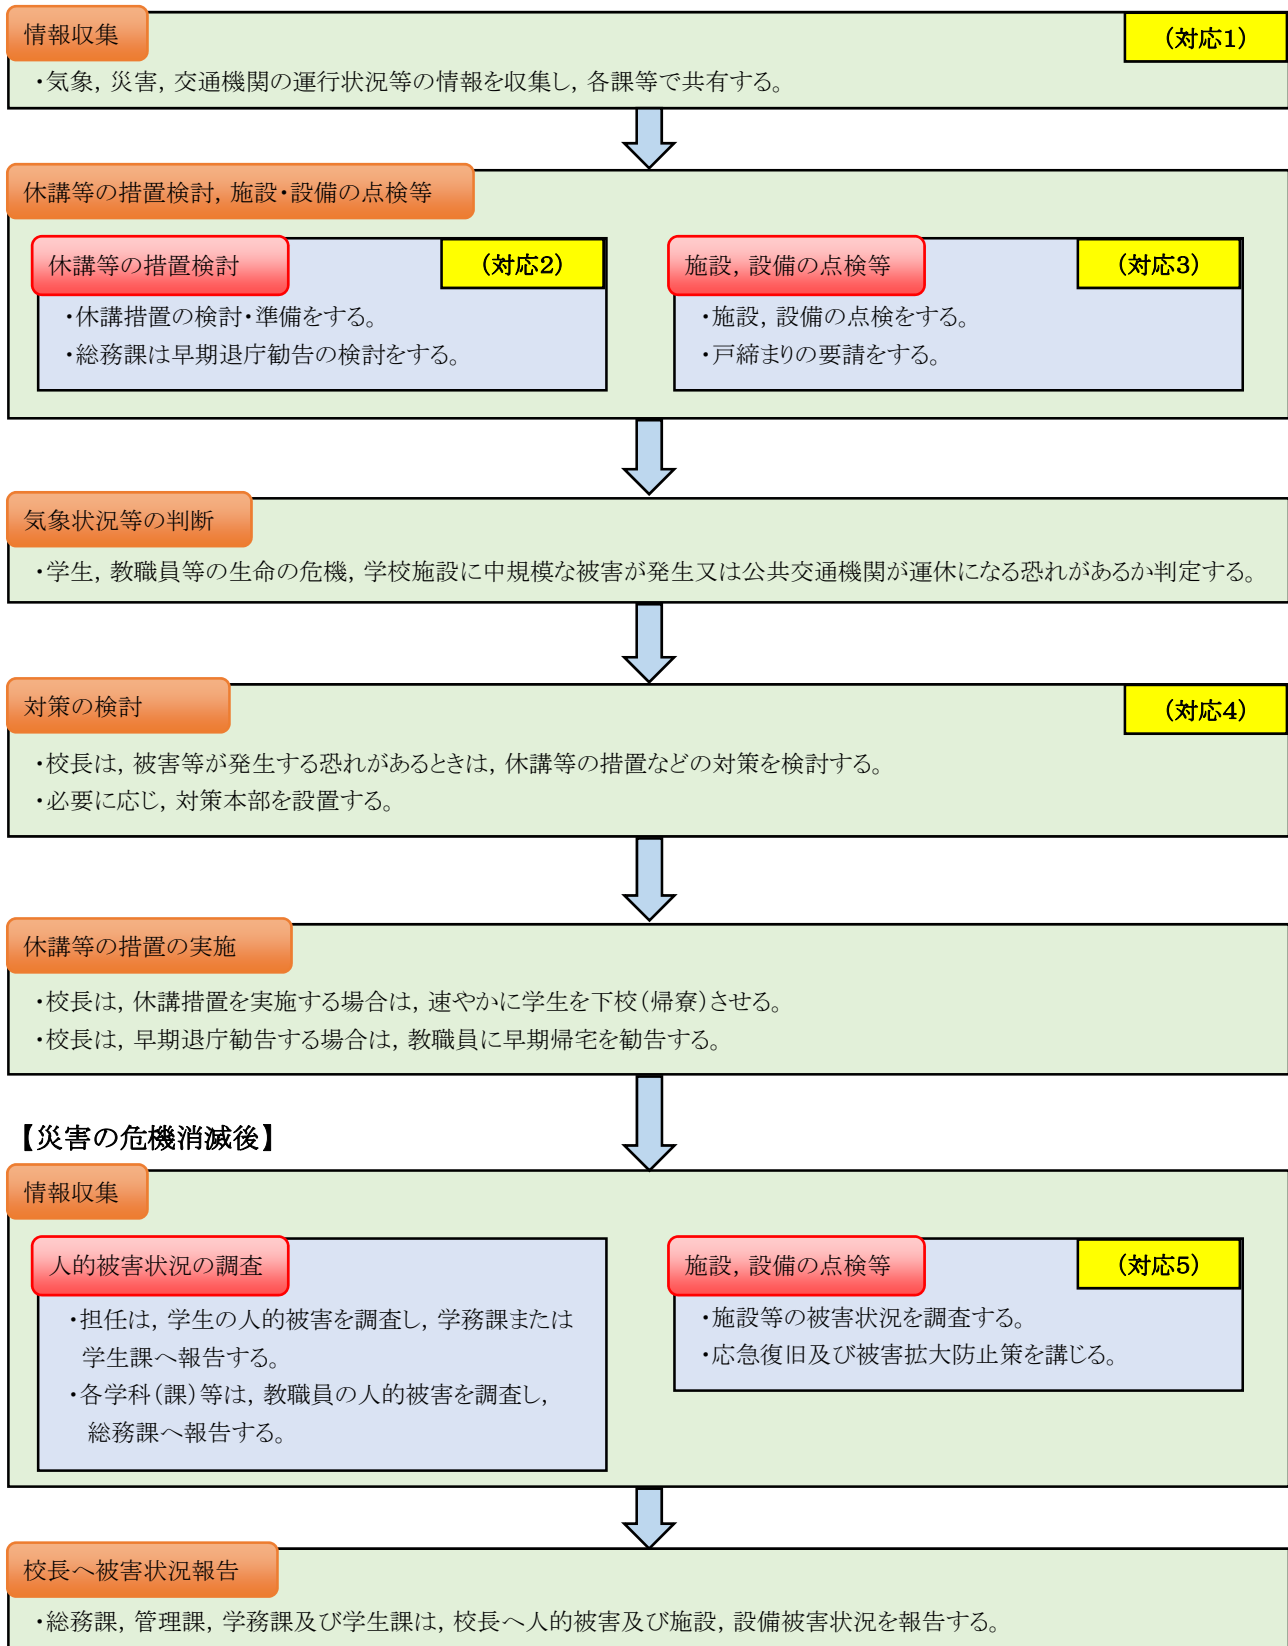 情報収集
(対応1)
・気象,災害,交通機関の運行状況等の情報を収集し,各課等で共有する。
休講等の措置検討,施設・設備の点検等
休講等の措置検討
(対応2)
・休講措置の検討・準備をする。
・総務課は早期退庁勧告の検討をする。
施設,設備の点検等
(対応3)
・施設,設備の点検をする。
・戸締まりの要請をする。
気象状況等の判断
・学生,教職員等の生命の危機,学校施設に中規模な被害が発生又は公共交通機関が運休になる恐れがあるか判定する。
対策の検討
(対応4)
・校長は,被害等が発生する恐れがあるときは,休講等の措置などの対策を検討する。
・必要に応じ,対策本部を設置する。
休講等の措置の実施
・校長は,休講措置を実施する場合は,速やかに学生を下校(帰寮)させる。
・校長は,早期退庁勧告する場合は,教職員に早期帰宅を勧告する。
【災害の危機消滅後】
情報収集
人的被害状況の調査
・担任は,学生の人的被害を調査し,学務課または
学生課へ報告する。
・各学科(課)等は,教職員の人的被害を調査し,
総務課へ報告する。
施設,設備の点検等
(対応5)
・施設等の被害状況を調査する。
・応急復旧及び被害拡大防止策を講じる。
校長へ被害状況報告
・総務課,管理課,学務課及び学生課は,校長へ人的被害及び施設,設備被害状況を報告する。